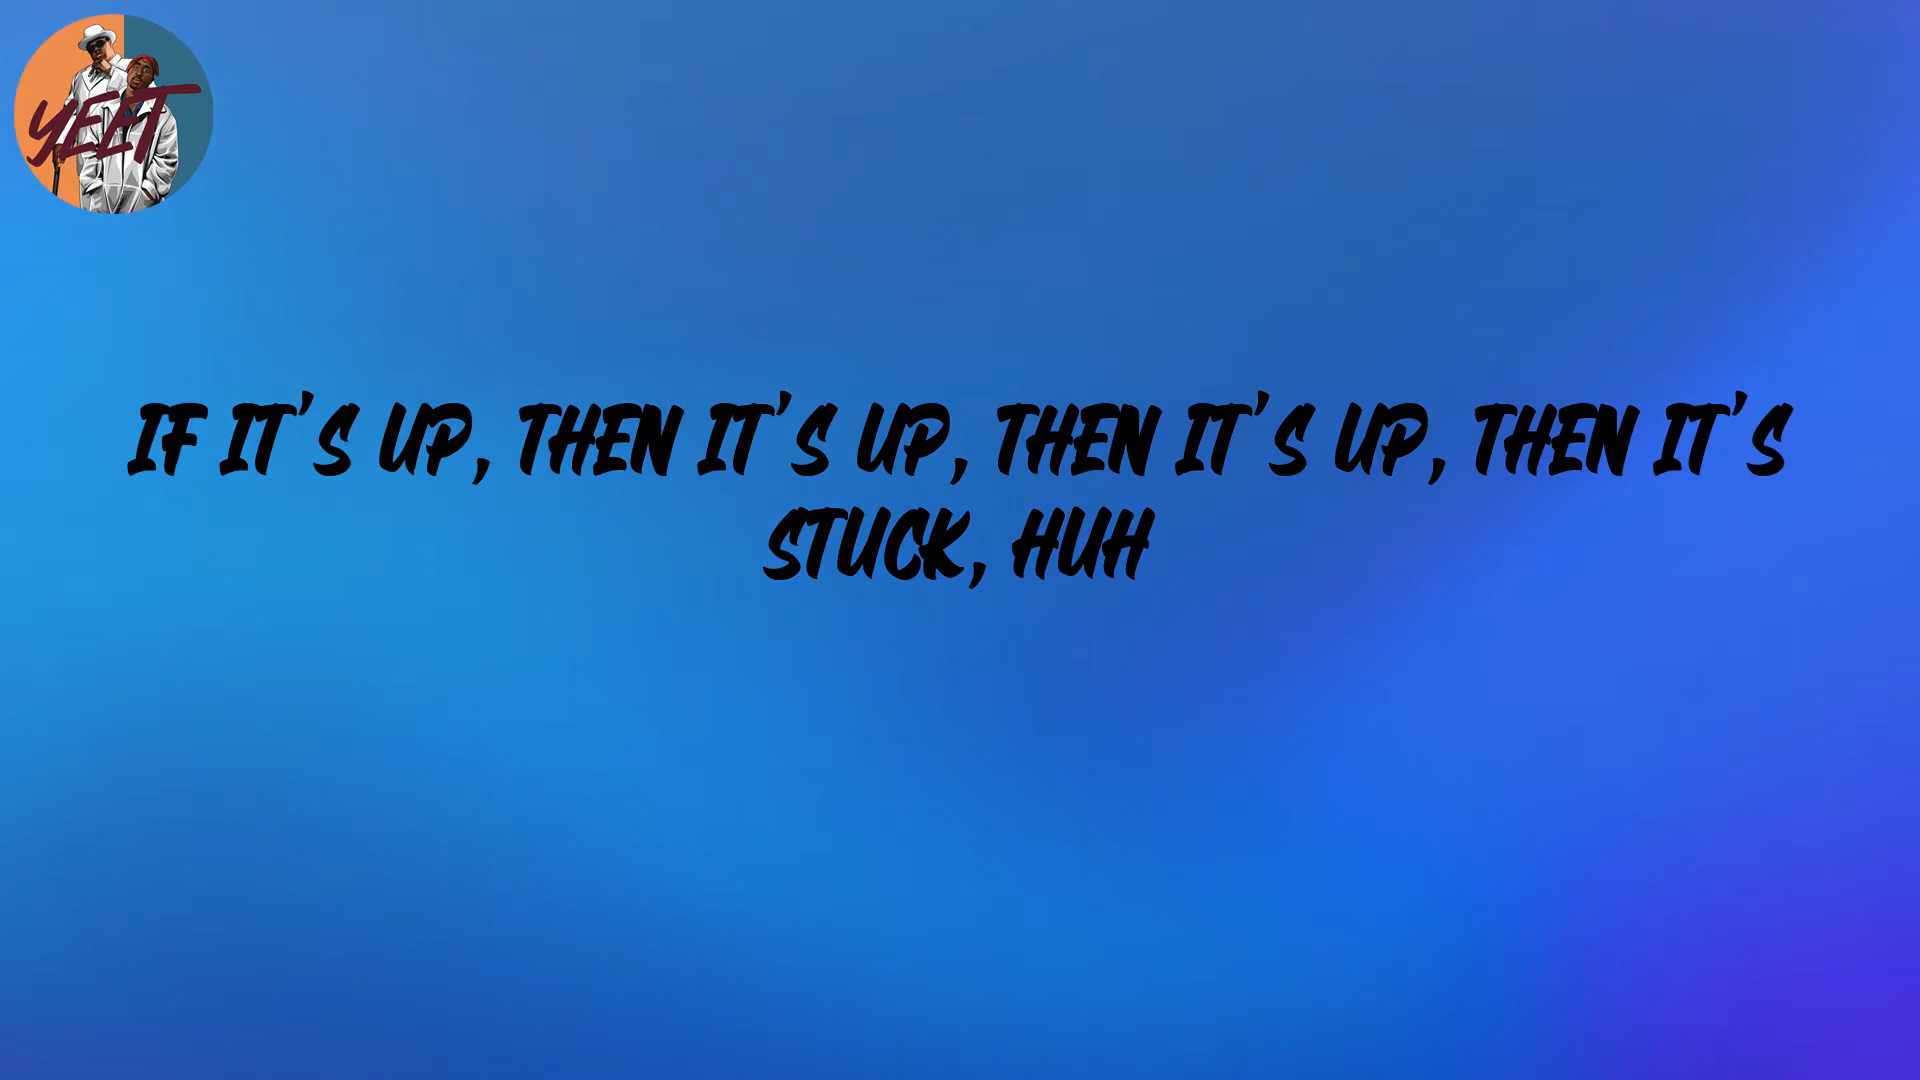 YEET
IF IT'S UP, THEN IT'S UP, THEN IT'S UP, THEN IT'S
STUCK, HUH